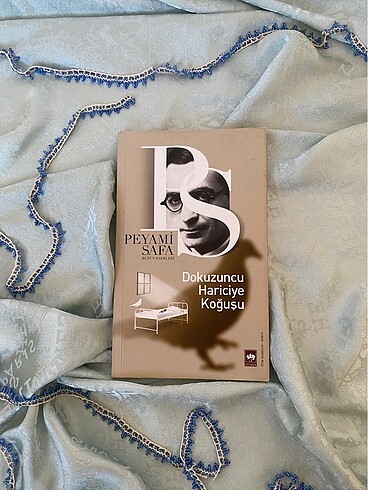 PS
PEYAMİ
SAFA
BÜTÜN ESERLERİ
Dokuzuncu
Hariciye
Koğuşu